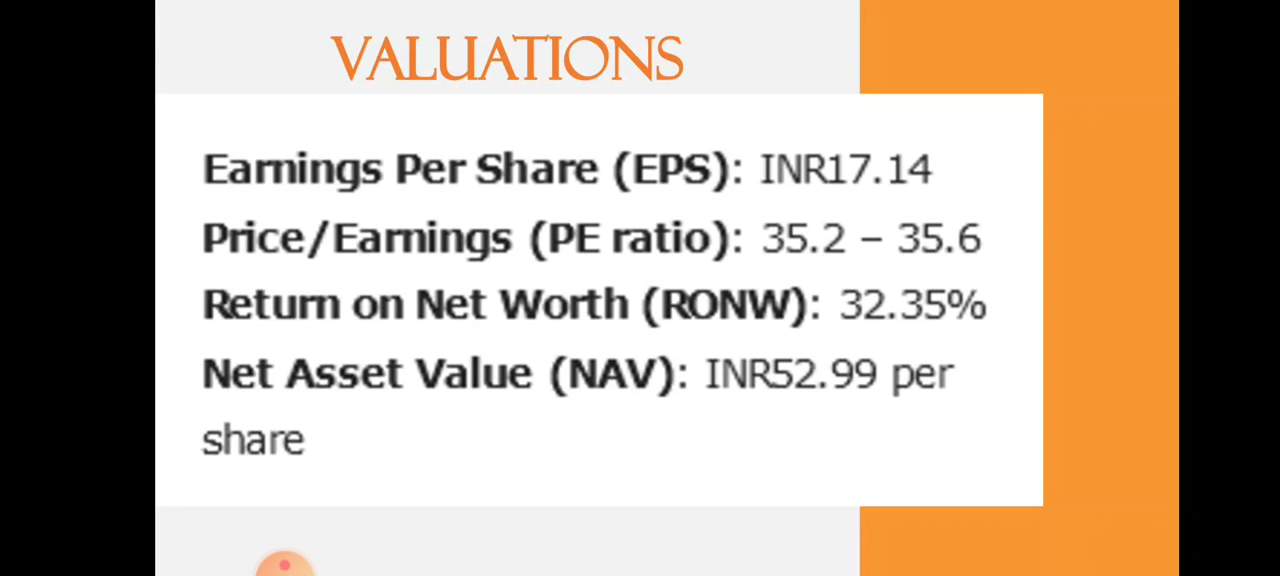 VALUATIONS
Earnings Per Share (EPS): INR17.14
Price/Earnings (PE ratio): 35.2 – 35.6
Return on Net Worth (RONW): 32.35%
Net Asset Value (NAV): INR52.99 per
share